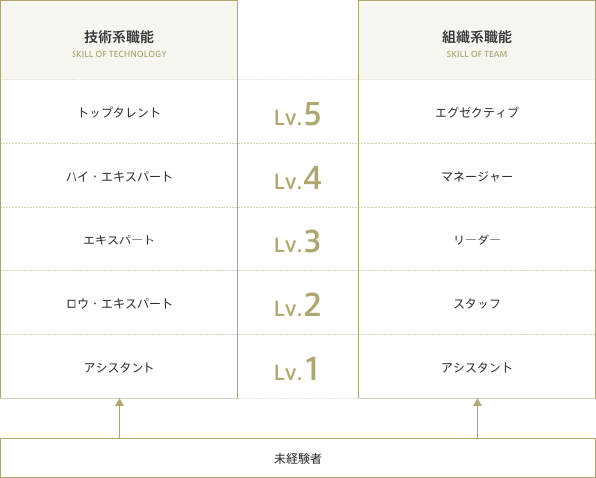 技術系職能
SKILL OF TECHNOLOGY
組織系職能
SKILL OF TEAM
トップタレント
Lv.5
エグゼクティブ
ハイ・エキスパート
Lv.4
マネージャー
エキスパート
Lv.3
リーダー
ロウ・エキスパート
Lv.2
スタッフ
アシスタント
Lv.1
アシスタント
未経験者